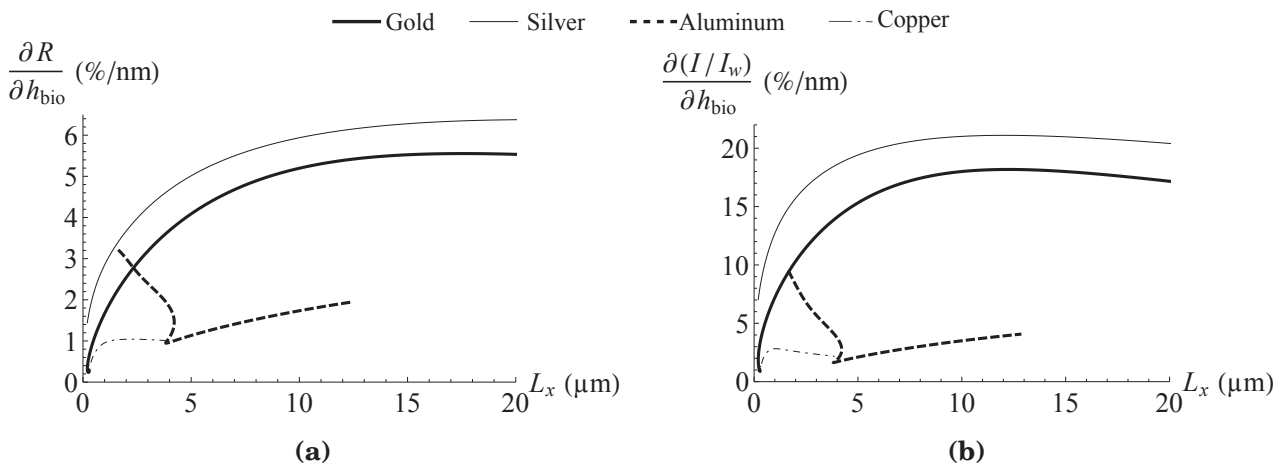 Gold Silver Aluminum Copper
∂R/∂h_bio (%/nm)
6
5
4
3
2
1
0
0 5 10 15 20
L_x (µm)
(a)
∂(I/I_w)/∂h_bio (%/nm)
20
15
10
5
0
0 5 10 15 20
L_x (µm)
(b)